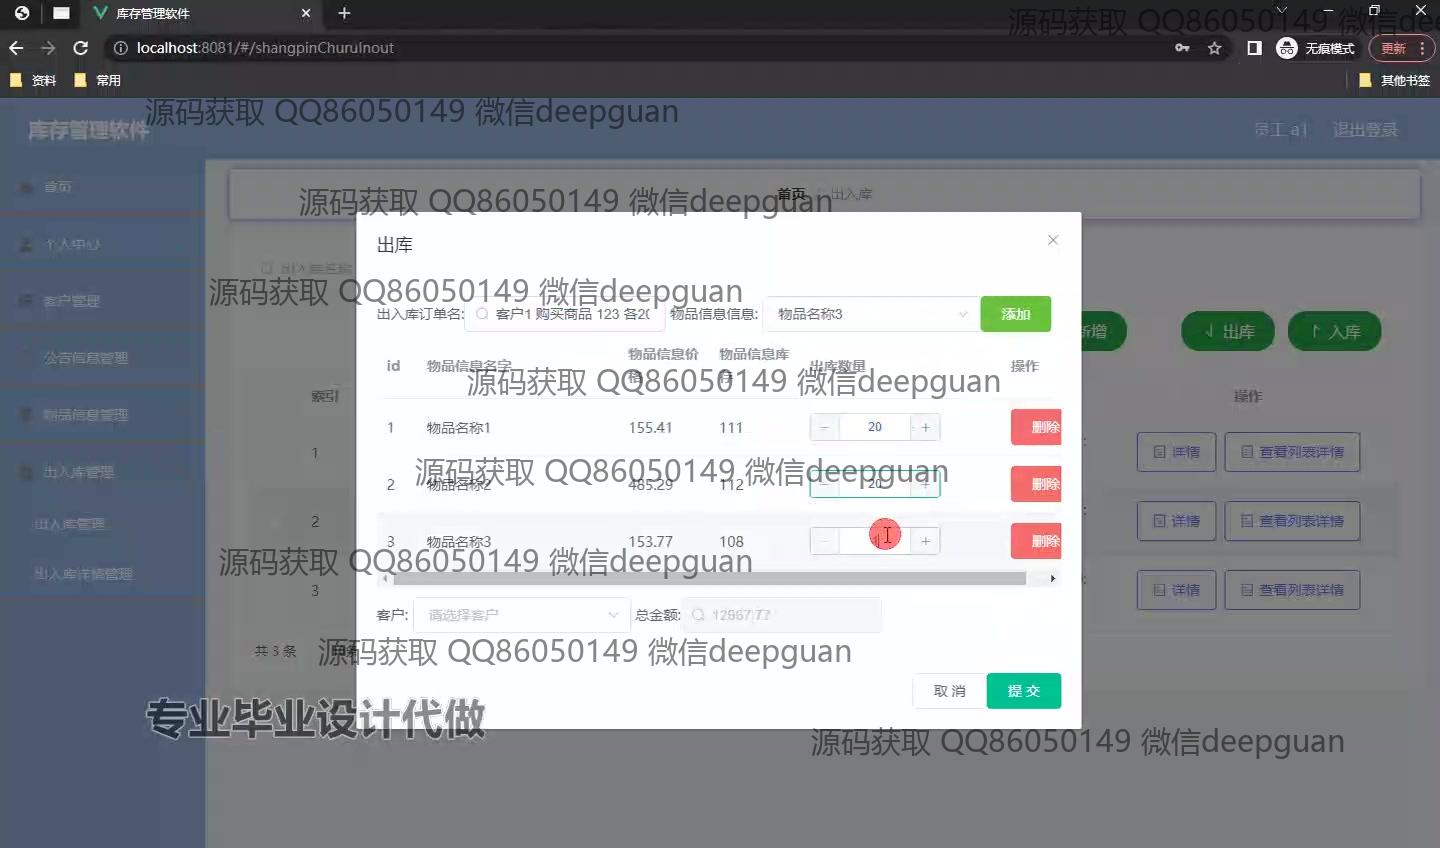 库存管理软件
localhost:8081/#/shangpinChuruInout
无痕模式
更新
资料
常用
其他书签
源码获取 QQ86050149 微信dee
源码获取 QQ86050149 微信deepguan
库存管理软件
员工 a1
退出登录
首页
个人中心
客户管理
公告信息管理
物品信息管理
出入库管理
出入库管理
出入库详情管理
首页
出入库
源码获取 QQ86050149 微信deepguan
出库
源码获取 QQ86050149 微信deepguan
出入库订单名:
客户1 购买商品 123 各20
物品信息信息:
物品名称3
添加
新增
出库
入库
id
物品信息名字
物品信息价格
物品信息库存
出库数量
操作
源码获取 QQ86050149 微信deepguan
索引
操作
1 物品名称1 155.41 111 20 删除
2 物品名称2 485.29 112 20 删除
3 物品名称3 153.77 108 删除
源码获取 QQ86050149 微信deepguan
源码获取 QQ86050149 微信deepguan
1
详情
查看列表详情
2
详情
查看列表详情
3
详情
查看列表详情
客户:
请选择客户
总金额:
12967.77
共 3 条
源码获取 QQ86050149 微信deepguan
取 消
提 交
专业毕业设计代做
源码获取 QQ86050149 微信deepguan